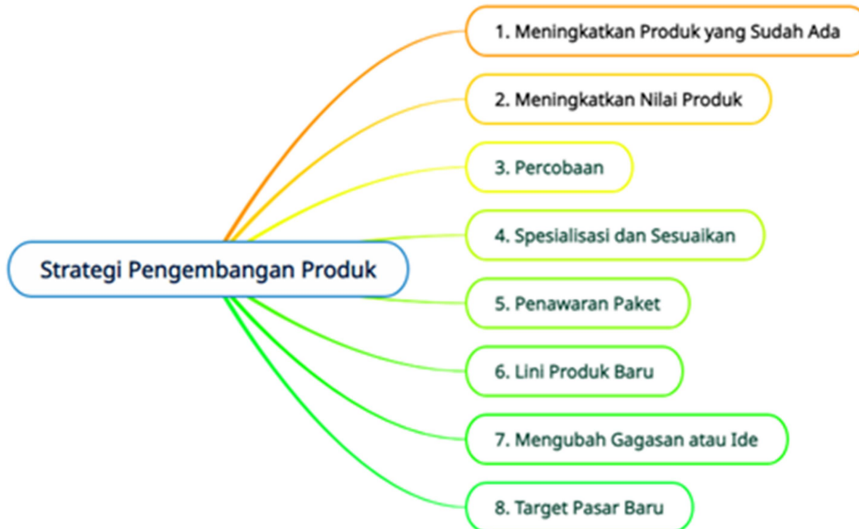 1. Meningkatkan Produk yang Sudah Ada
2. Meningkatkan Nilai Produk
3. Percobaan
4. Spesialisasi dan Sesuaikan
Strategi Pengembangan Produk
5. Penawaran Paket
6. Lini Produk Baru
7. Mengubah Gagasan atau Ide
8. Target Pasar Baru